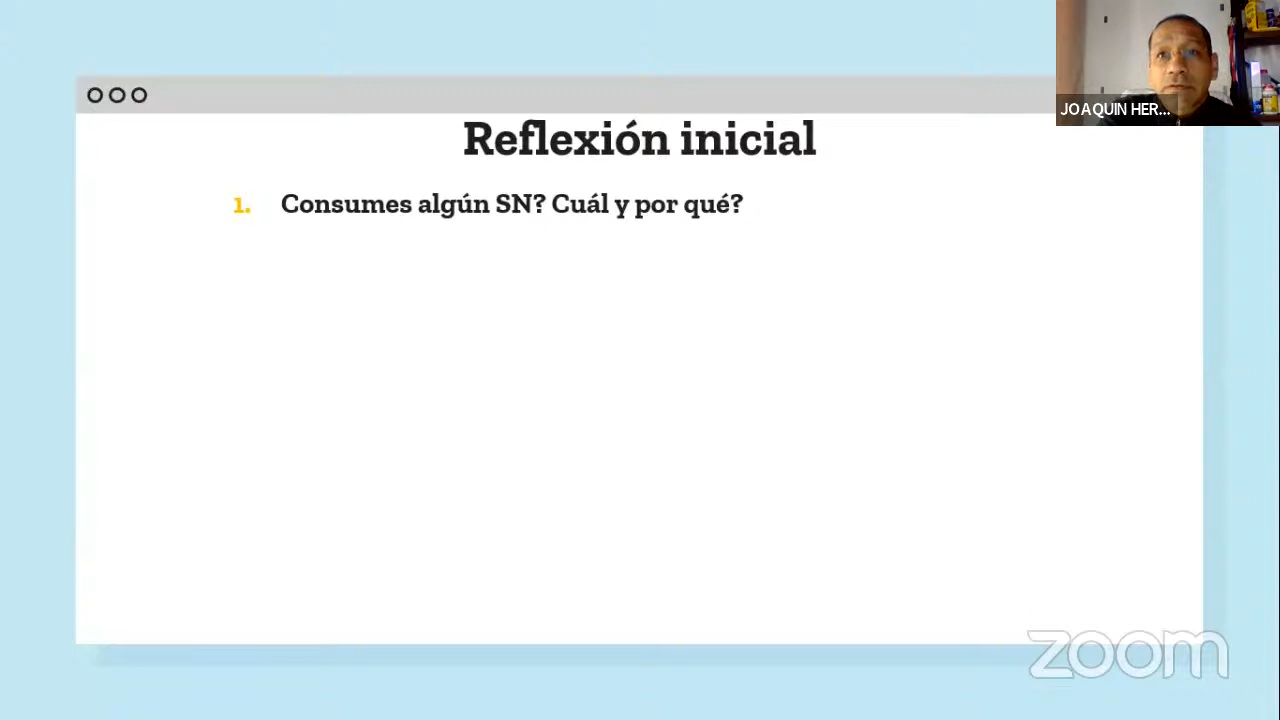 JOAQUIN HER...
Reflexión inicial
1. Consumes algún SN? Cuál y por qué?
zoom